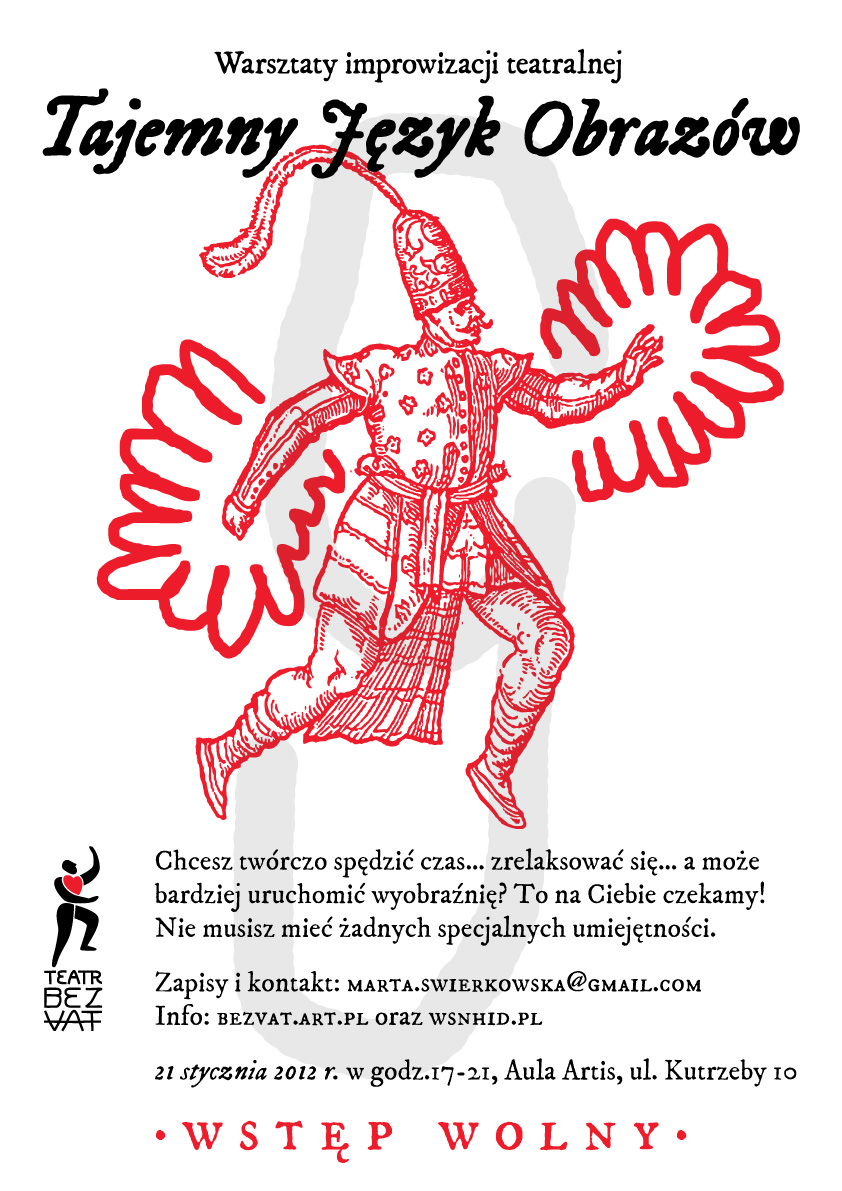 Warsztaty improwizacji teatralnej
Tajemny Język Obrazów
Chcesz twórczo spędzić czas... zrelaksować się... a może
bardziej uruchomić wyobraźnię? To na Ciebie czekamy!
Nie musisz mieć żadnych specjalnych umiejętności.
Zapisy i kontakt: MARTA.SWIERKOWSKA@GMAIL.COM
Info: BEZVAT.ART.PL oraz WSNHID.PL
TEATR
BEZ
VAT
21 stycznia 2012 r. w godz.17-21, Aula Artis, ul. Kutrzeby 10
• WSTĘP WOLNY •